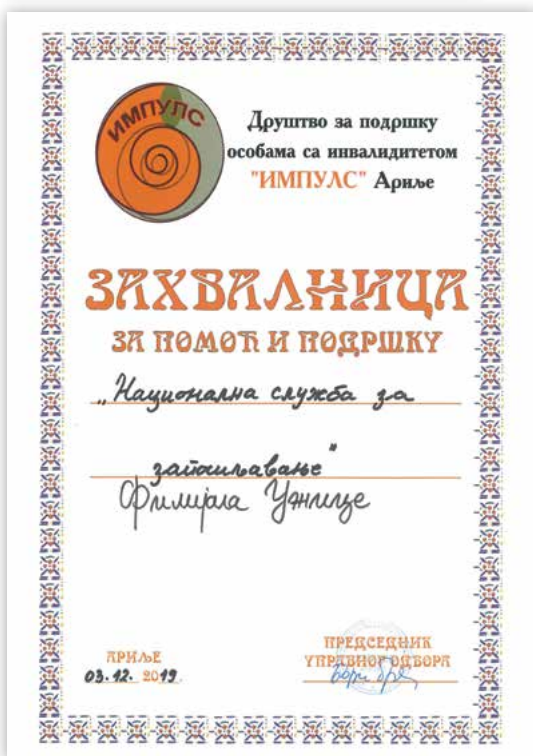 ИМПУЛС
Друштво за подршку
особама са инвалидитетом
"ИМПУЛС" Ариље
ЗАХВАЛНИЦА
ЗА ПОМОЋ И ПОДРШКУ
„Национална служба за
запошљавање"
Филијала Ужице
АРИЉЕ
03.12. 2019
ПРЕДСЕДНИК
УПРАВНОГ ОДБОРА